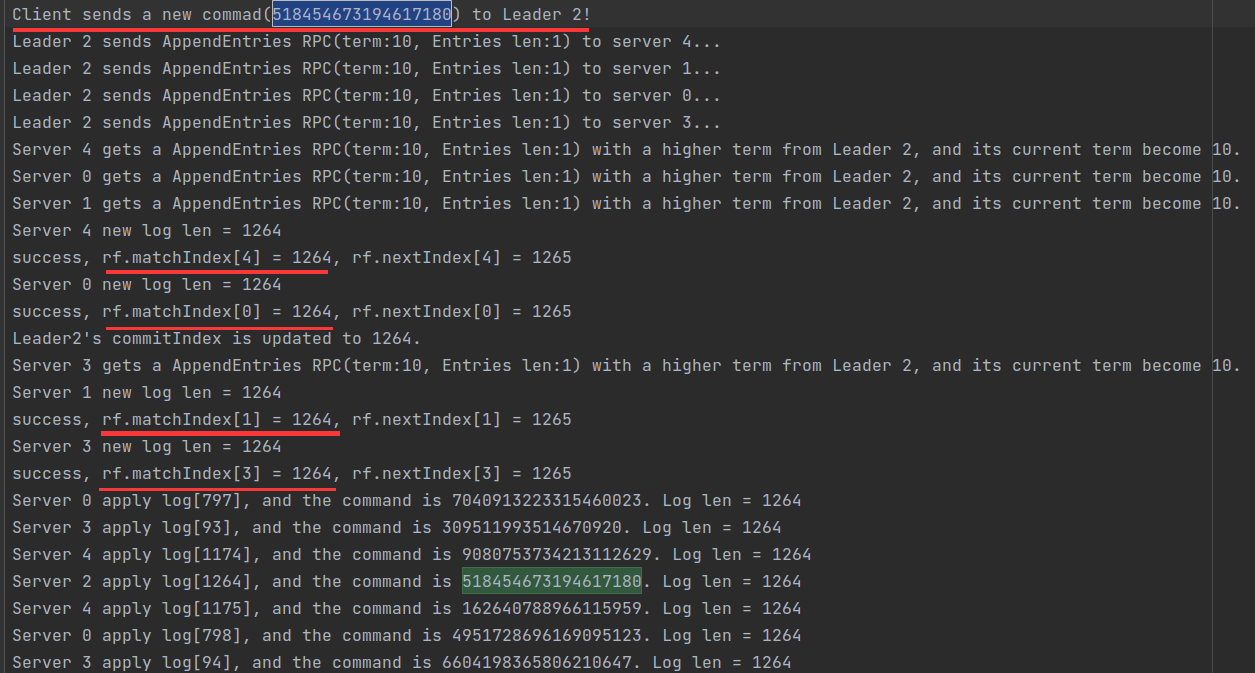 Client sends a new commad(518454673194617180) to Leader 2!
Leader 2 sends AppendEntries RPC(term:10, Entries len:1) to server 4...
Leader 2 sends AppendEntries RPC(term:10, Entries len:1) to server 1...
Leader 2 sends AppendEntries RPC(term:10, Entries len:1) to server 0...
Leader 2 sends AppendEntries RPC(term:10, Entries len:1) to server 3...
Server 4 gets a AppendEntries RPC(term:10, Entries len:1) with a higher term from Leader 2, and its current term become 10.
Server 0 gets a AppendEntries RPC(term:10, Entries len:1) with a higher term from Leader 2, and its current term become 10.
Server 1 gets a AppendEntries RPC(term:10, Entries len:1) with a higher term from Leader 2, and its current term become 10.
Server 4 new log len = 1264
success, rf.matchIndex[4] = 1264, rf.nextIndex[4] = 1265
Server 0 new log len = 1264
success, rf.matchIndex[0] = 1264, rf.nextIndex[0] = 1265
Leader2's commitIndex is updated to 1264.
Server 3 gets a AppendEntries RPC(term:10, Entries len:1) with a higher term from Leader 2, and its current term become 10.
Server 1 new log len = 1264
success, rf.matchIndex[1] = 1264, rf.nextIndex[1] = 1265
Server 3 new log len = 1264
success, rf.matchIndex[3] = 1264, rf.nextIndex[3] = 1265
Server 0 apply log[797], and the command is 7040913223315460023. Log len = 1264
Server 3 apply log[93], and the command is 309511993514670920. Log len = 1264
Server 4 apply log[1174], and the command is 9080753734213112629. Log len = 1264
Server 2 apply log[1264], and the command is 518454673194617180. Log len = 1264
Server 4 apply log[1175], and the command is 162640788966115959. Log len = 1264
Server 0 apply log[798], and the command is 4951728696169095123. Log len = 1264
Server 3 apply log[94], and the command is 6604198365806210647. Log len = 1264